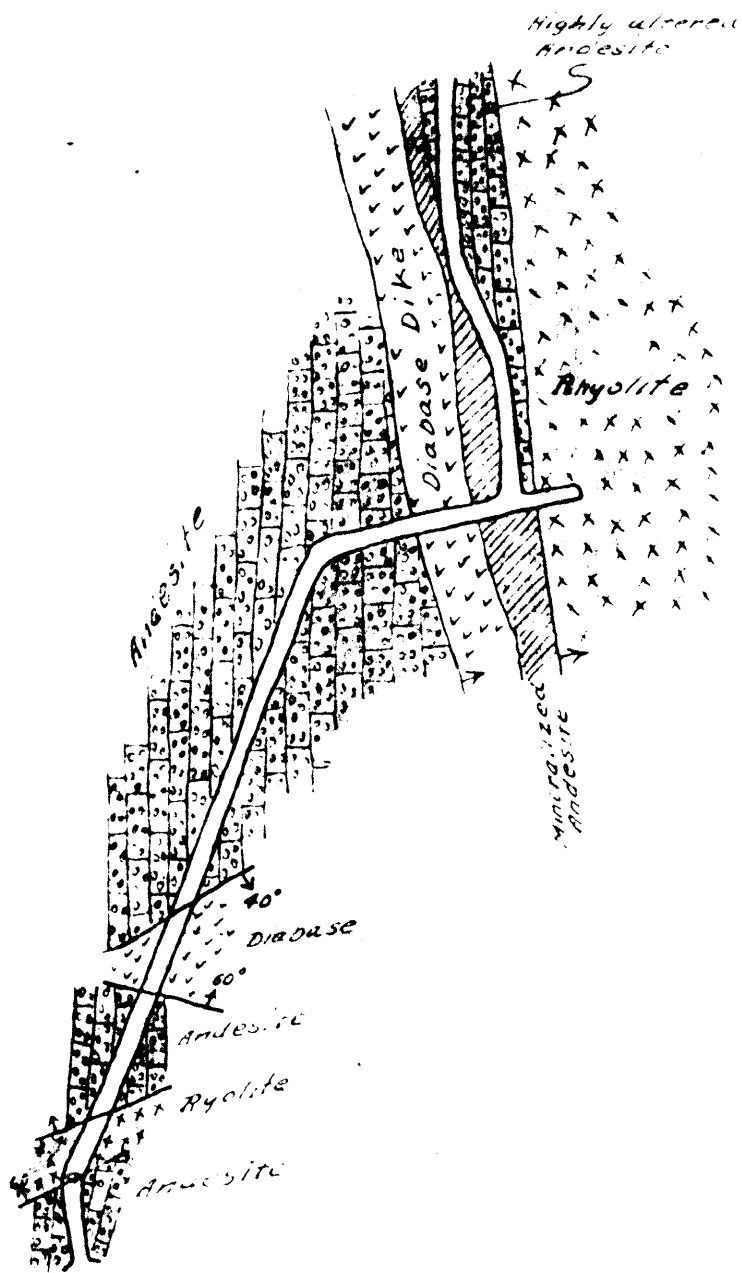 Highly altered
Andesite
Diabase Dike
Rhyolite
Andesite
Mineralized
Andesite
40°
Diabase
60°
Andesite
Ryolite
Andesite